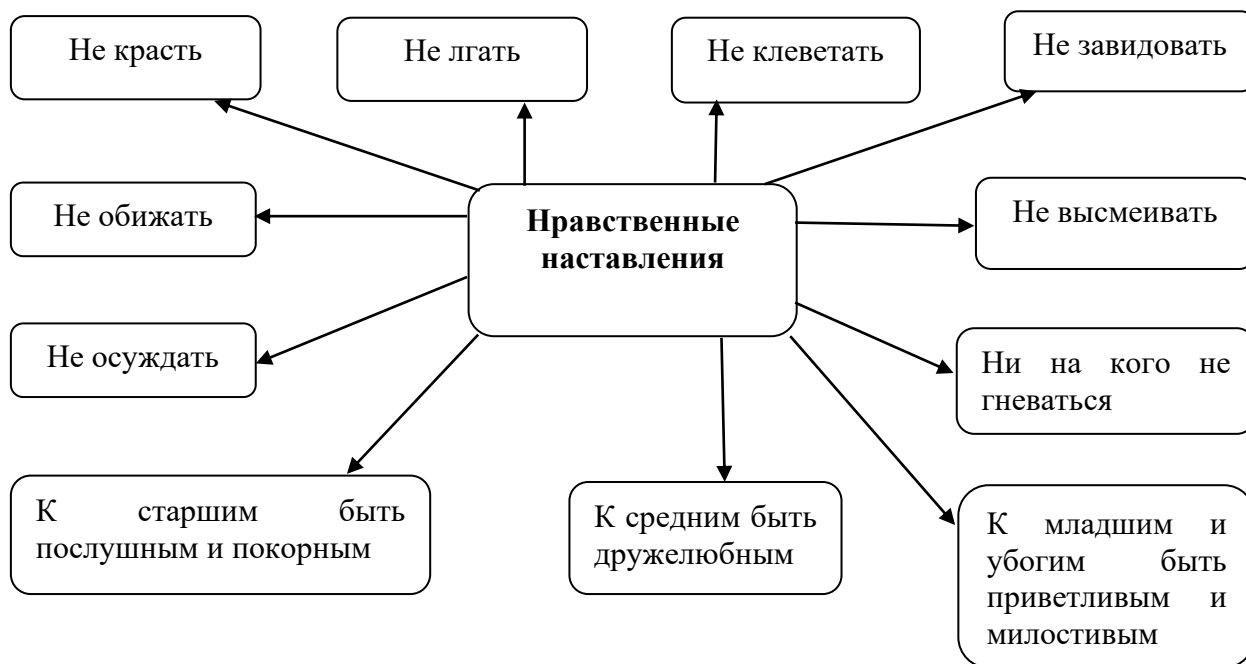 Не красть
Не лгать
Не клеветать
Не завидовать
Не обижать
Нравственные
наставления
Не высмеивать
Не осуждать
Ни на кого не
гневаться
К старшим быть
послушным и покорным
К средним быть
дружелюбным
К младшим и
убогим быть
приветливым и
милостивым